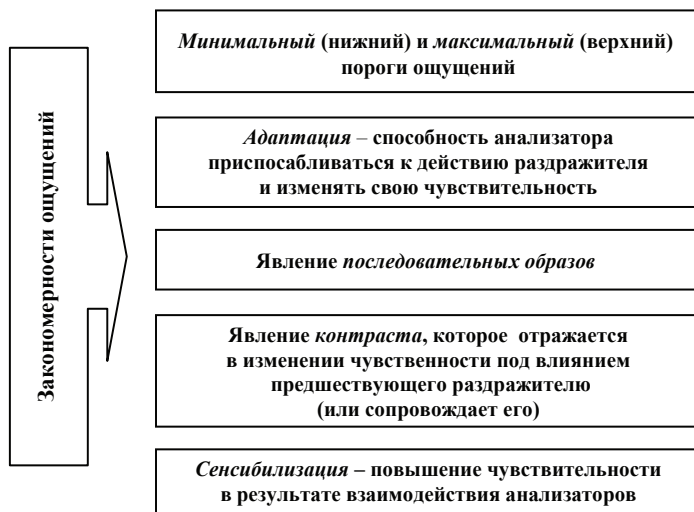 Закономерности ощущений
Минимальный (нижний) и максимальный (верхний)
пороги ощущений
Адаптация – способность анализатора
приспосабливаться к действию раздражителя
и изменять свою чувствительность
Явление последовательных образов
Явление контраста, которое отражается
в изменении чувственности под влиянием
предшествующего раздражителю
(или сопровождает его)
Сенсибилизация – повышение чувствительности
в результате взаимодействия анализаторов